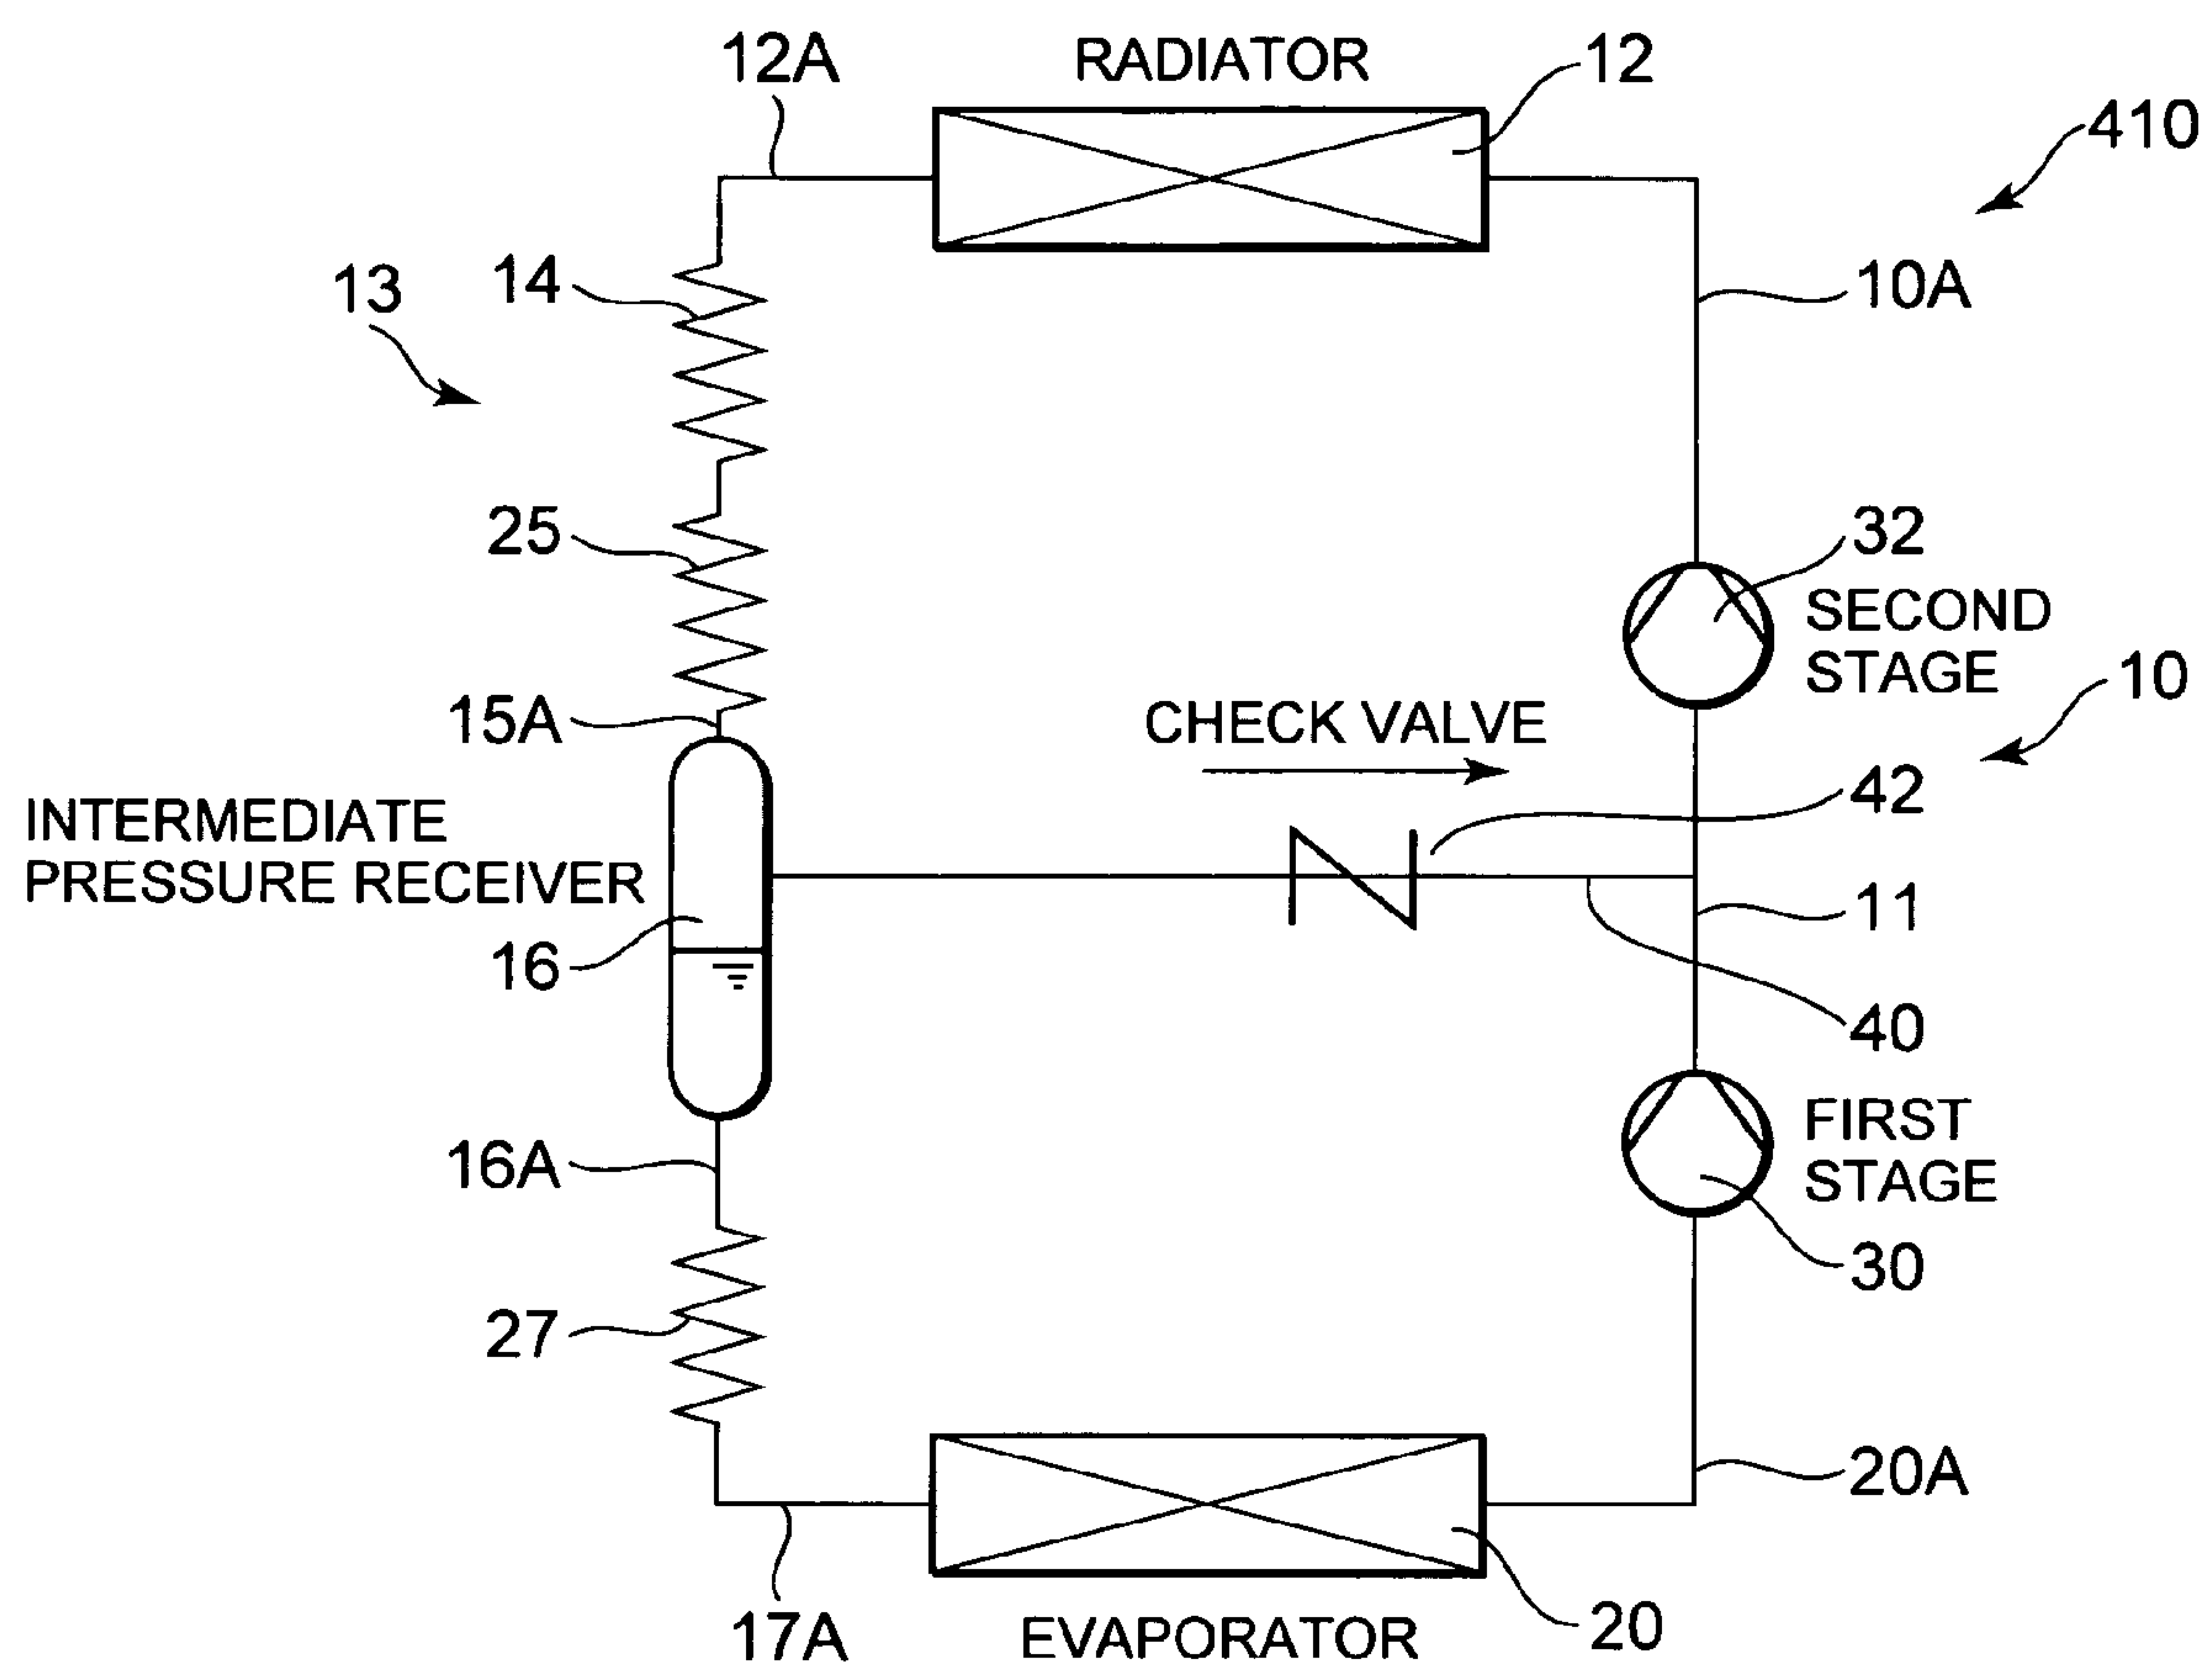 12A
RADIATOR
12
410
13
14
10A
25
32
SECOND
STAGE
15A
CHECK VALVE
10
42
INTERMEDIATE
PRESSURE RECEIVER
16
11
40
16A
FIRST
STAGE
30
27
20A
17A
EVAPORATOR
20